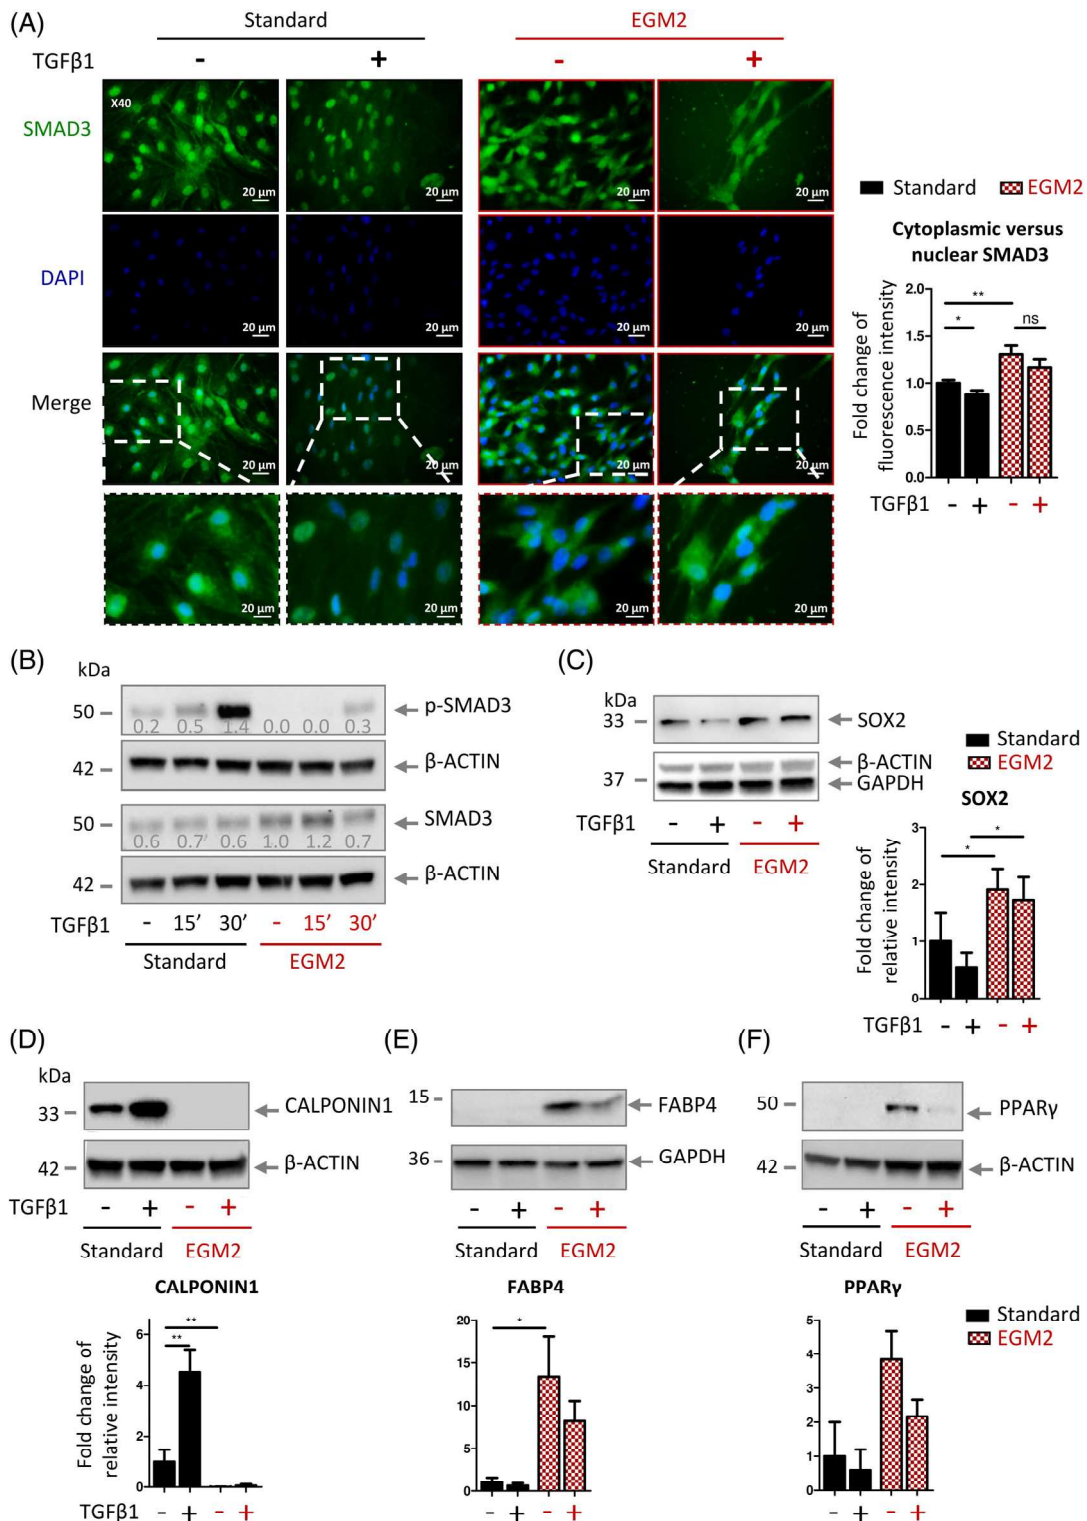 (A)
Standard
EGM2
TGFβ1
- + - +
SMAD3
X40
20 µm 20 µm 20 µm 20 µm
DAPI
20 µm 20 µm 20 µm 20 µm
Merge
20 µm 20 µm 20 µm 20 µm
20 µm 20 µm 20 µm 20 µm
Standard EGM2
Cytoplasmic versus
nuclear SMAD3
Fold change of
fluorescence intensity
2.0
1.5
1.0
0.5
0.0
** * ns
TGFβ1 - + - +
(B)
kDa
50
p-SMAD3
0.2 0.5 1.4 0.0 0.0 0.3
42
β-ACTIN
50
SMAD3
0.6 0.7 0.6 1.0 1.2 0.7
42
β-ACTIN
TGFβ1 - 15’ 30’ - 15’ 30’
Standard EGM2
(C)
kDa
33
SOX2
β-ACTIN
37
GAPDH
TGFβ1 - + - +
Standard EGM2
Standard
EGM2
SOX2
Fold change of
relative intensity
3
2
1
0
* *
TGFβ1 - + - +
(D)
kDa
33
CALPONIN1
42
β-ACTIN
TGFβ1 - + - +
Standard EGM2
CALPONIN1
Fold change of
relative intensity
6
4
2
0
** **
TGFβ1 - + - +
(E)
15
FABP4
36
GAPDH
- + - +
Standard EGM2
FABP4
20
15
10
5
0
*
- + - +
(F)
50
PPARγ
42
β-ACTIN
- + - +
Standard EGM2
PPARγ
Standard
EGM2
5
4
3
2
1
0
- + - +